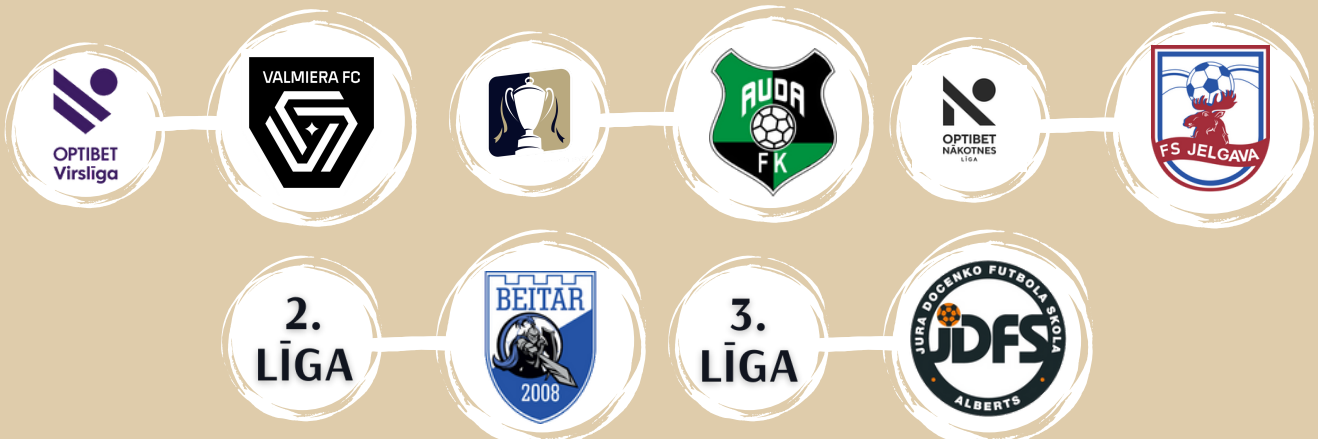 OPTIBET
Virslīga
VALMIERA FC
AUDA
FK
OPTIBET
NĀKOTNES
LĪGA
FS JELGAVA
2.
LĪGA
BEITAR
2008
3.
LĪGA
JURA DOCENKO FUTBOLA SKOLA
JDFS
ALBERTS